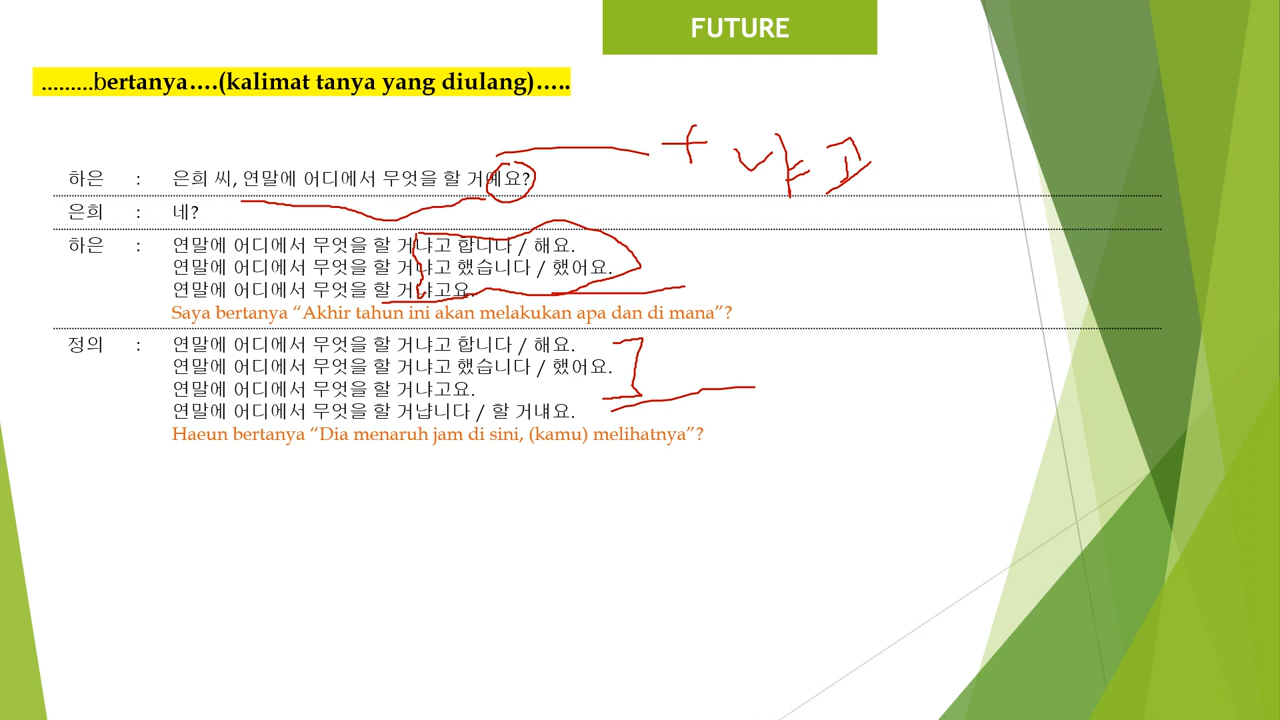 FUTURE
.........bertanya....(kalimat tanya yang diulang).....
+ 냐고
하은 : 은희 씨, 연말에 어디에서 무엇을 할 거예요?
은희 : 네?
하은 : 연말에 어디에서 무엇을 할 거냐고 합니다 / 해요.
연말에 어디에서 무엇을 할 거냐고 했습니다 / 했어요.
연말에 어디에서 무엇을 할 거냐고요.
Saya bertanya “Akhir tahun ini akan melakukan apa dan di mana”?
정의 : 연말에 어디에서 무엇을 할 거냐고 합니다 / 해요.
연말에 어디에서 무엇을 할 거냐고 했습니다 / 했어요.
연말에 어디에서 무엇을 할 거냐고요.
연말에 어디에서 무엇을 할 거냡니다 / 할 거냬요.
Haeun bertanya “Dia menaruh jam di sini, (kamu) melihatnya”?